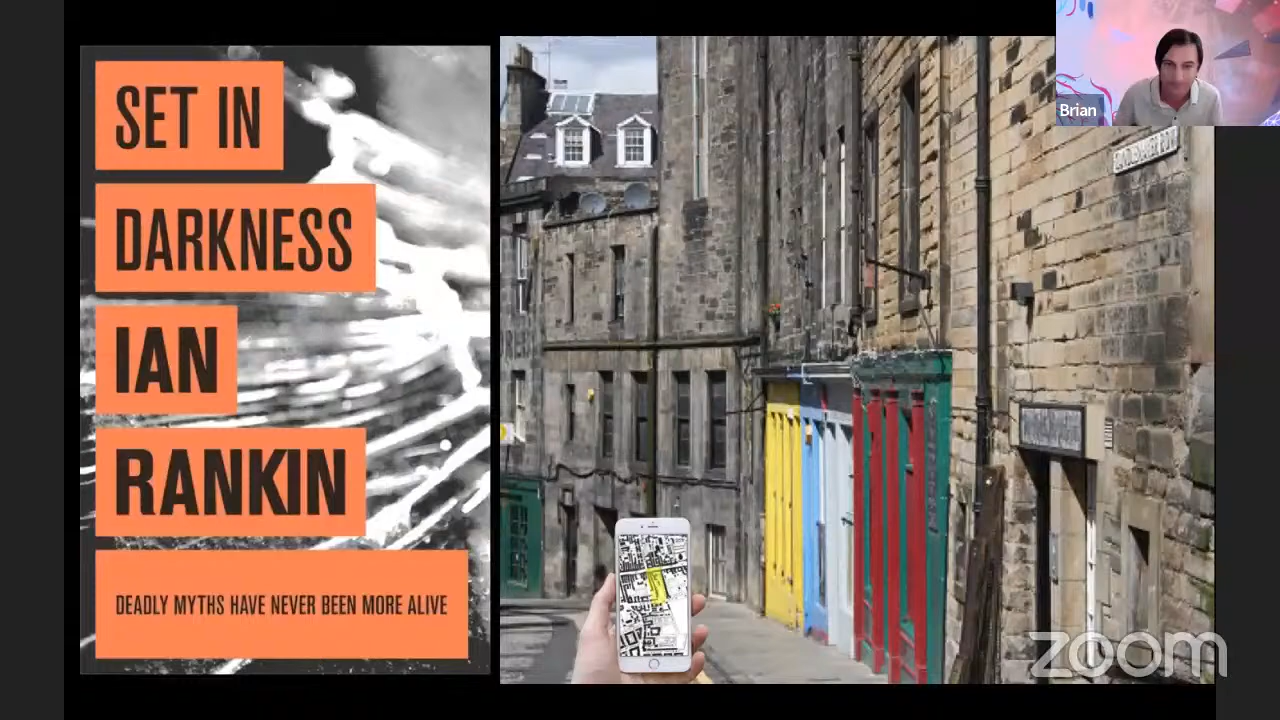 SET IN
DARKNESS
IAN
RANKIN
DEADLY MYTHS HAVE NEVER BEEN MORE ALIVE
Brian
zoom